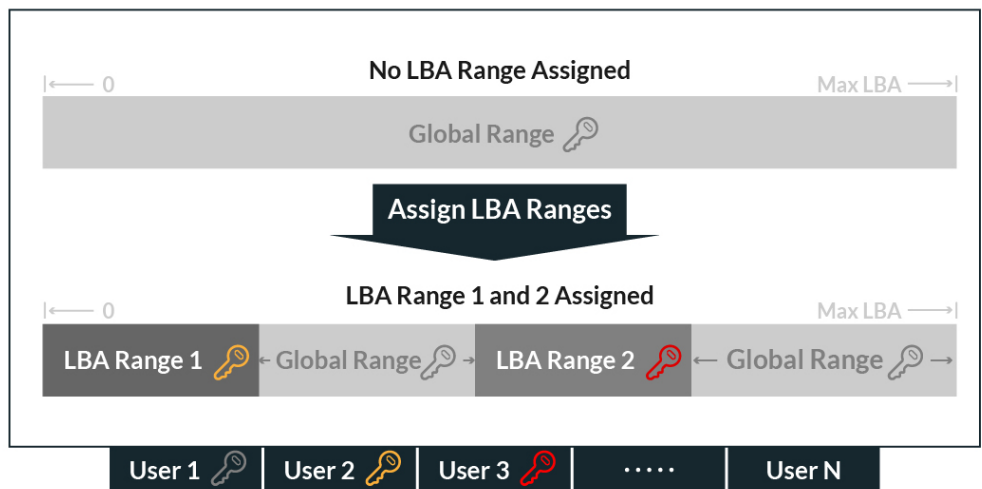 No LBA Range Assigned
0
Max LBA
Global Range
Assign LBA Ranges
LBA Range 1 and 2 Assigned
0
Max LBA
LBA Range 1
Global Range
LBA Range 2
Global Range
User 1
User 2
User 3
.....
User N